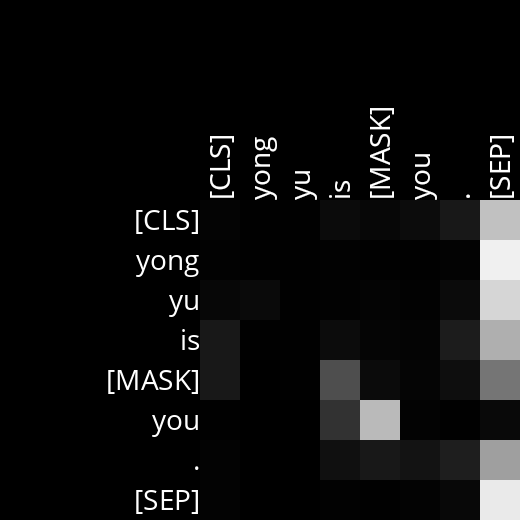 [CLS] yong yu is [MASK] you . [SEP]
[CLS]
yong
yu
is
[MASK]
you
.
[SEP]